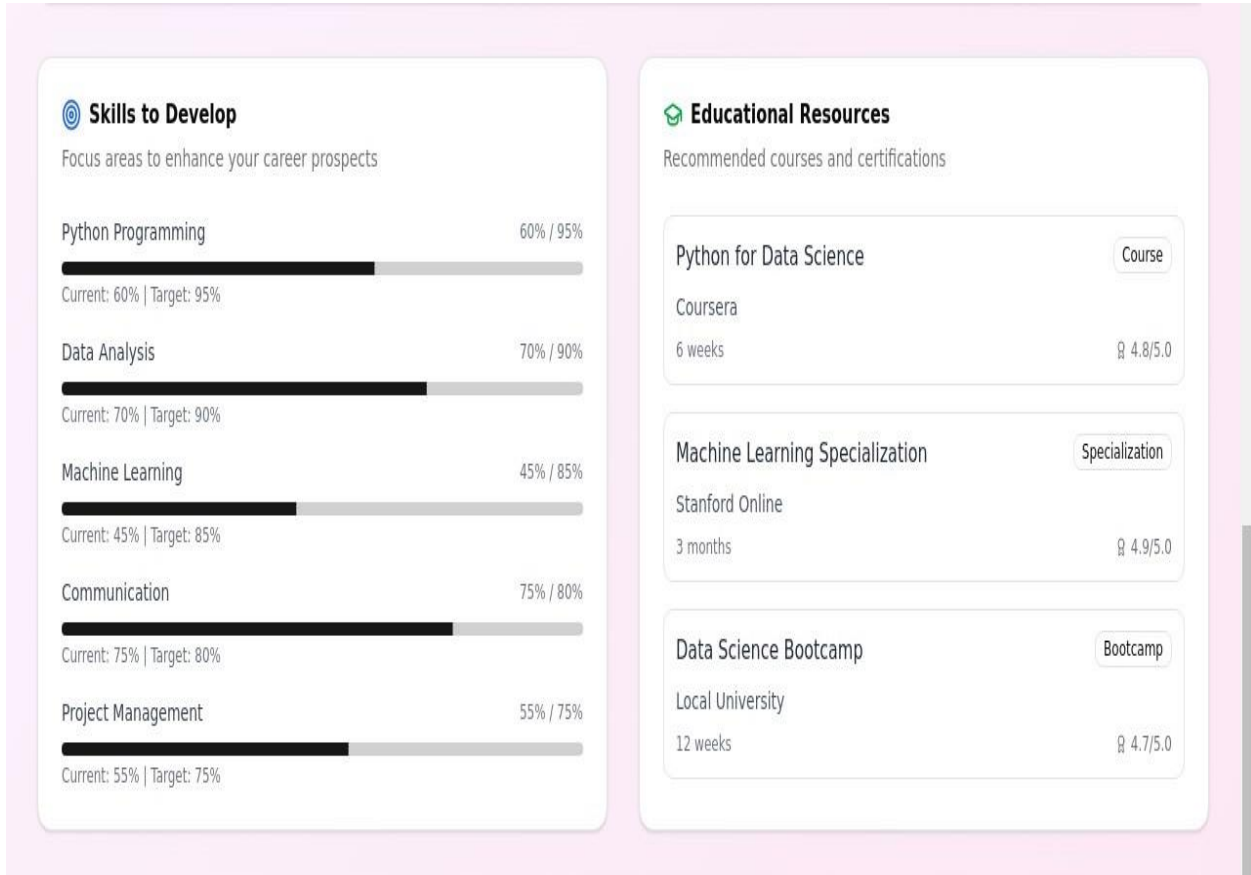 Skills to Develop
Focus areas to enhance your career prospects
Python Programming 60% / 95%
Current: 60% | Target: 95%
Data Analysis 70% / 90%
Current: 70% | Target: 90%
Machine Learning 45% / 85%
Current: 45% | Target: 85%
Communication 75% / 80%
Current: 75% | Target: 80%
Project Management 55% / 75%
Current: 55% | Target: 75%
Educational Resources
Recommended courses and certifications
Python for Data Science Course
Coursera
6 weeks 4.8/5.0
Machine Learning Specialization Specialization
Stanford Online
3 months 4.9/5.0
Data Science Bootcamp Bootcamp
Local University
12 weeks 4.7/5.0